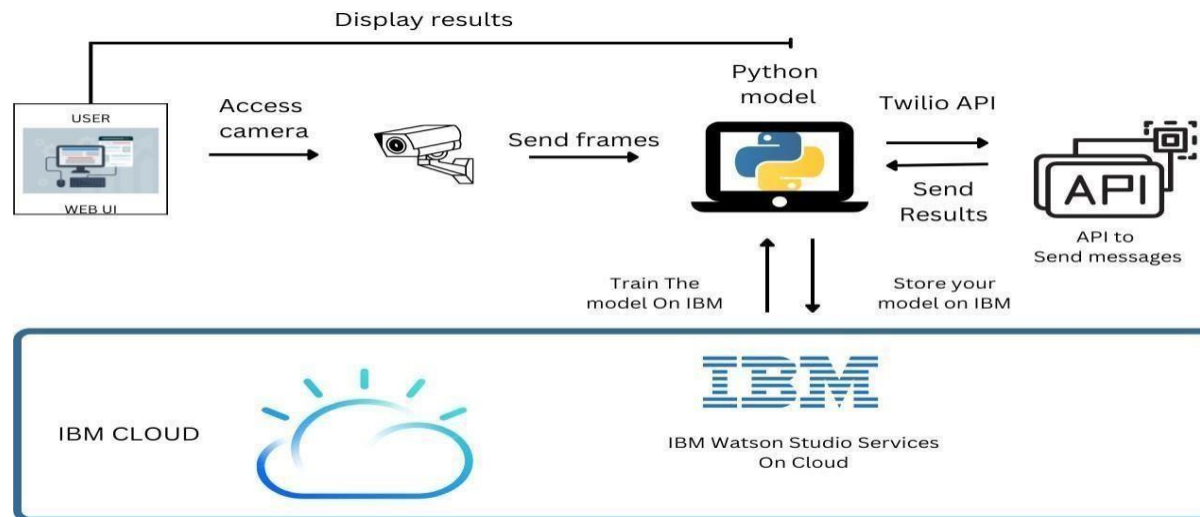 Display results
USER
WEB UI
Access
camera
Send frames
Python
model
Twilio API
Send
Results
API
API to
Send messages
Train The
model On IBM
Store your
model on IBM
IBM CLOUD
IBM
IBM Watson Studio Services
On Cloud